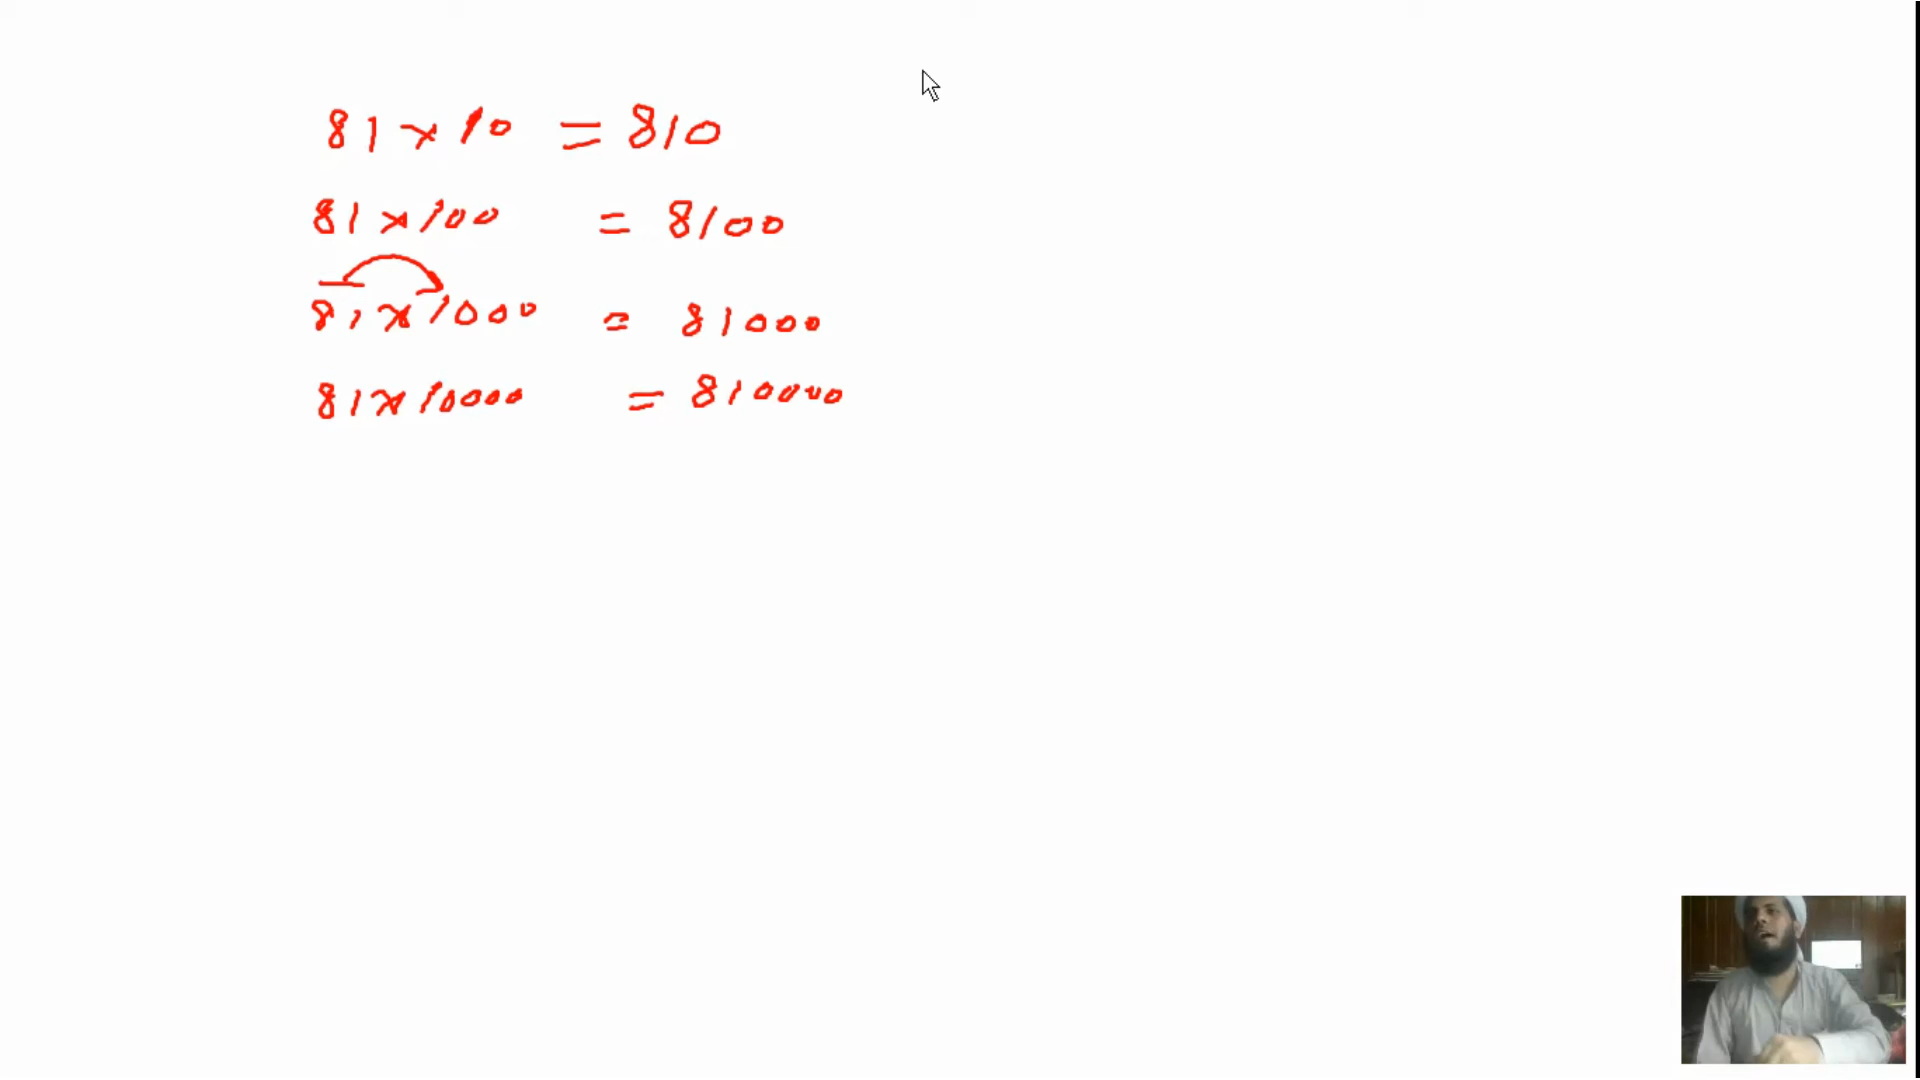 81 × 10 = 810
81 × 100 = 8100
81 × 1000 = 81000
81 × 10000 = 810000